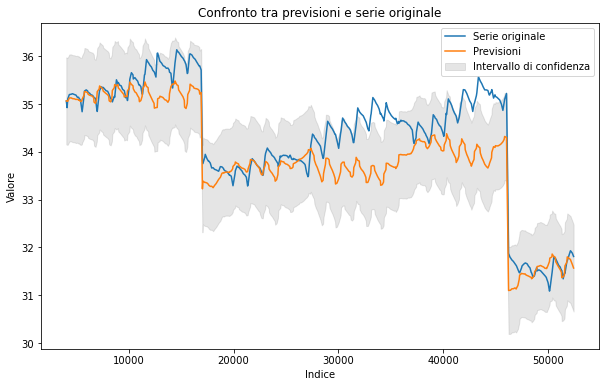 Confronto tra previsioni e serie originale
Serie originale
Previsioni
Intervallo di confidenza
Valore
36
35
34
33
32
31
30
10000
20000
30000
40000
50000
Indice